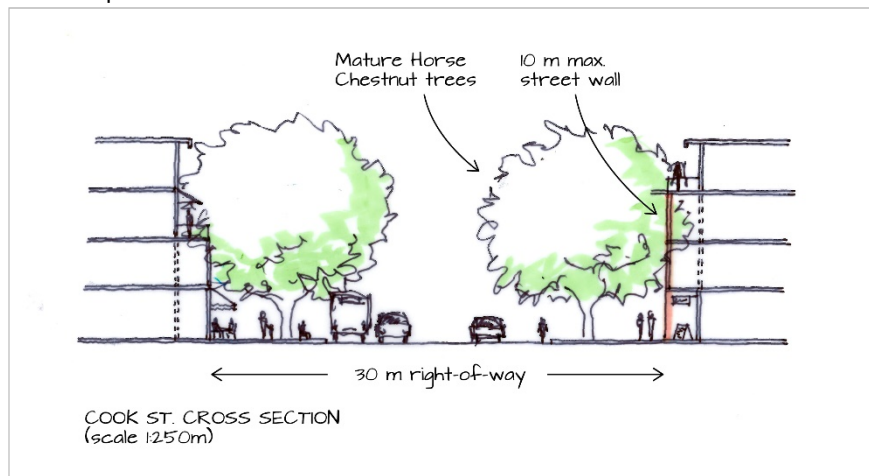 Mature Horse
Chestnut trees
10 m max.
street wall
30 m right-of-way
COOK ST. CROSS SECTION
(scale 1:250m)